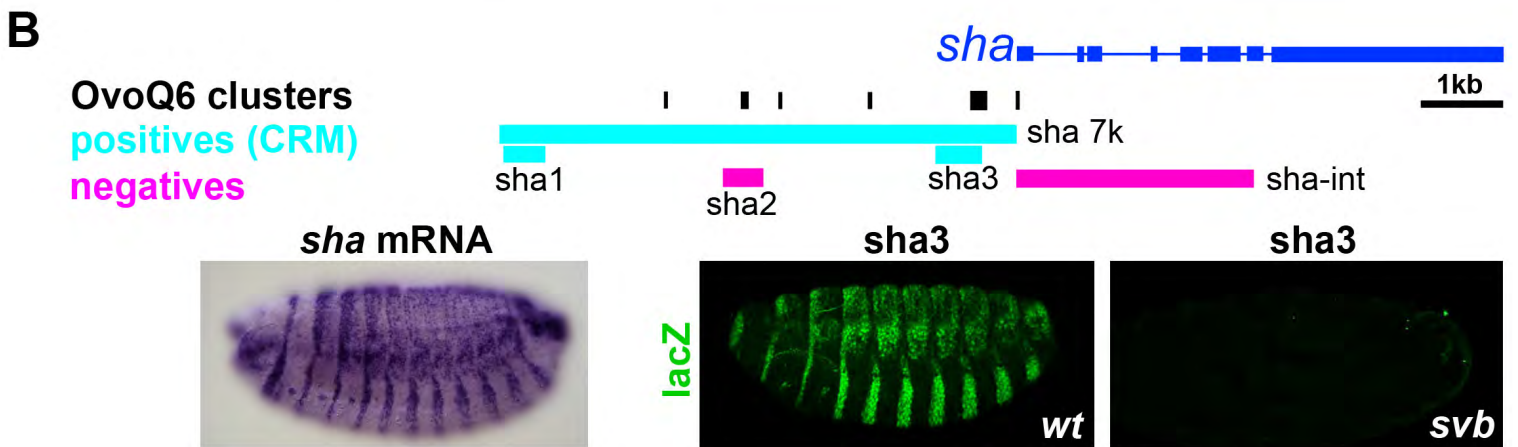 B
sha
1kb
OvoQ6 clusters
positives (CRM)
sha 7k
negatives
sha1
sha3
sha-int
sha2
sha mRNA
sha3
sha3
lacZ
wt
svb